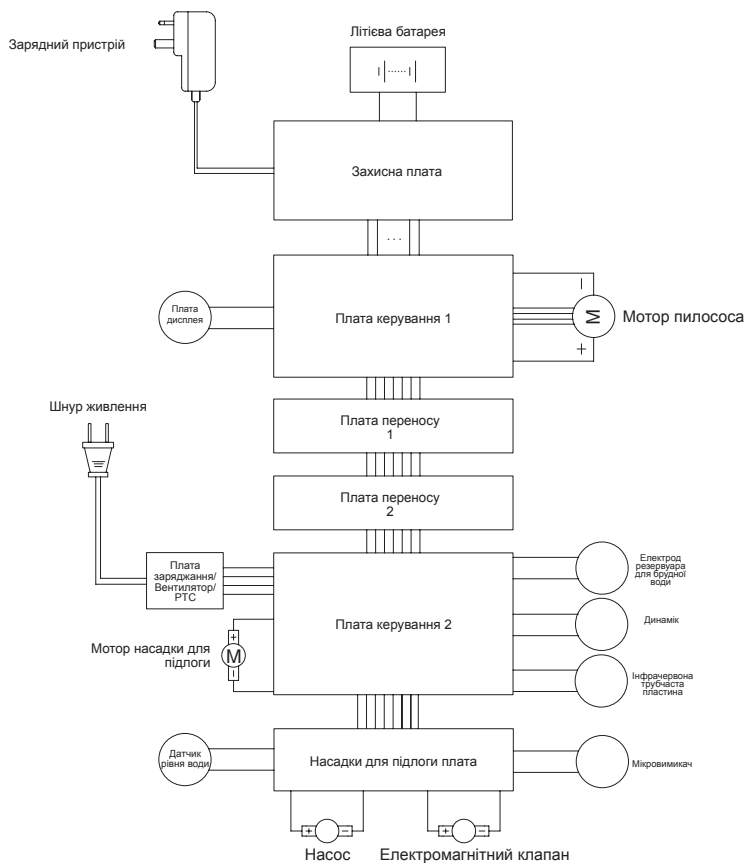 Зарядний пристрій
Літієва батарея
Захисна плата
Плата
дисплея
Плата керування 1
M
Мотор пилососа
Шнур живлення
Плата переносу
1
Плата переносу
2
Плата
заряджання/
Вентилятор/
PTC
Плата керування 2
Електрод
резервуара
для брудної
води
Динамік
Мотор насадки для
підлоги
M
Інфрачервона
трубчаста
пластина
Датчик
рівня води
Насадки для підлоги плата
Мікровимикач
Насос
Електромагнітний клапан